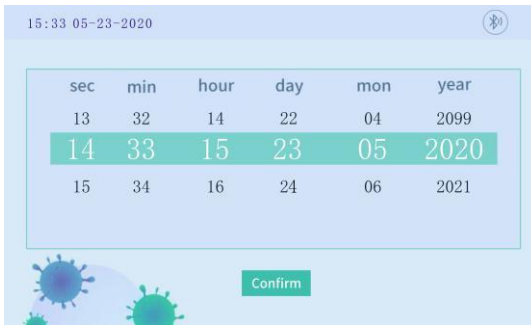 15:33 05-23-2020
sec min hour day mon year
13 32 14 22 04 2099
14 33 15 23 05 2020
15 34 16 24 06 2021
Confirm